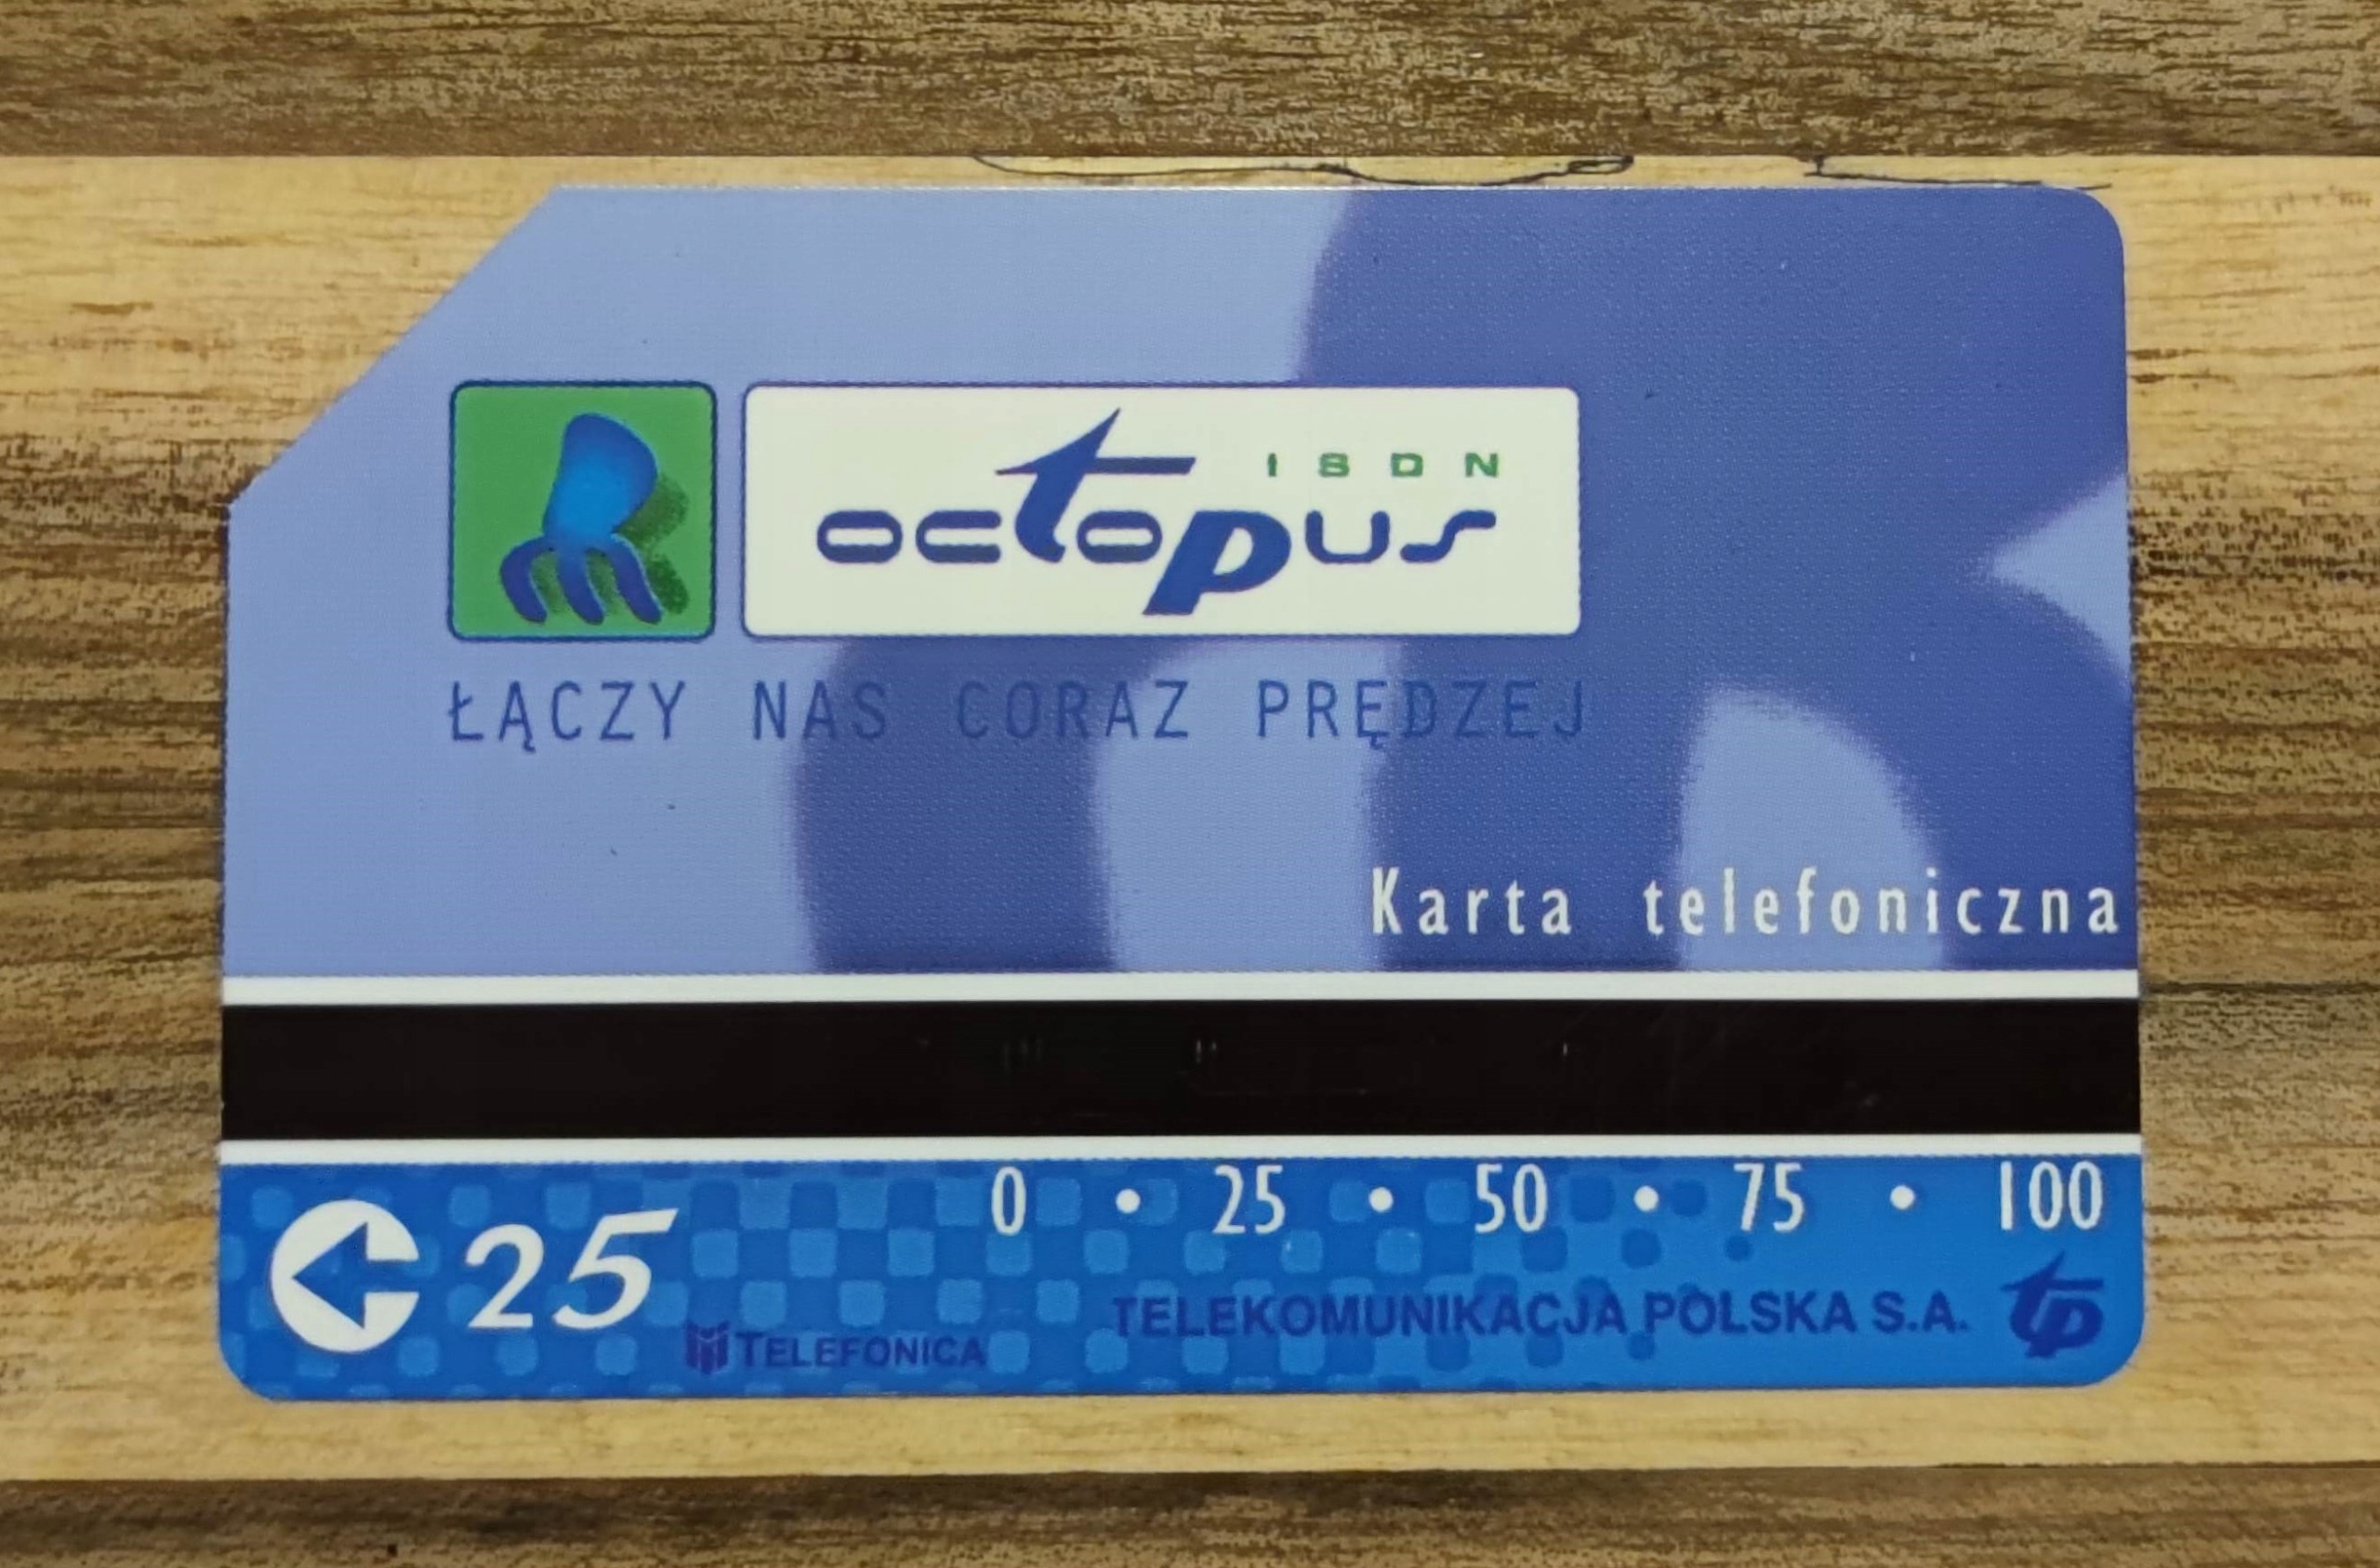 ISDN
octopus
ŁĄCZY NAS CORAZ PRĘDZEJ
Karta telefoniczna
0 • 25 • 50 • 75 • 100
25
TELEFONICA
TELEKOMUNIKACJA POLSKA S.A. tp